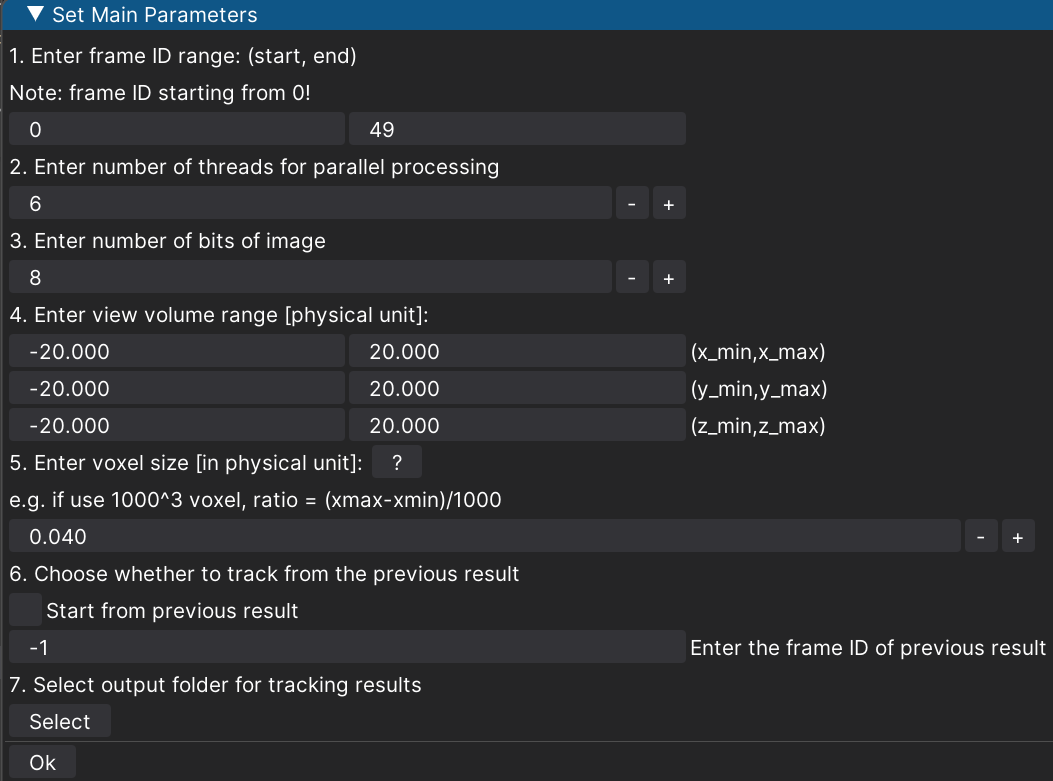 ▼ Set Main Parameters
1. Enter frame ID range: (start, end)
Note: frame ID starting from 0!
0 49
2. Enter number of threads for parallel processing
6 - +
3. Enter number of bits of image
8 - +
4. Enter view volume range [physical unit]:
-20.000 20.000 (x_min,x_max)
-20.000 20.000 (y_min,y_max)
-20.000 20.000 (z_min,z_max)
5. Enter voxel size [in physical unit]: ?
e.g. if use 1000^3 voxel, ratio = (xmax-xmin)/1000
0.040 - +
6. Choose whether to track from the previous result
Start from previous result
-1 Enter the frame ID of previous result
7. Select output folder for tracking results
Select
Ok